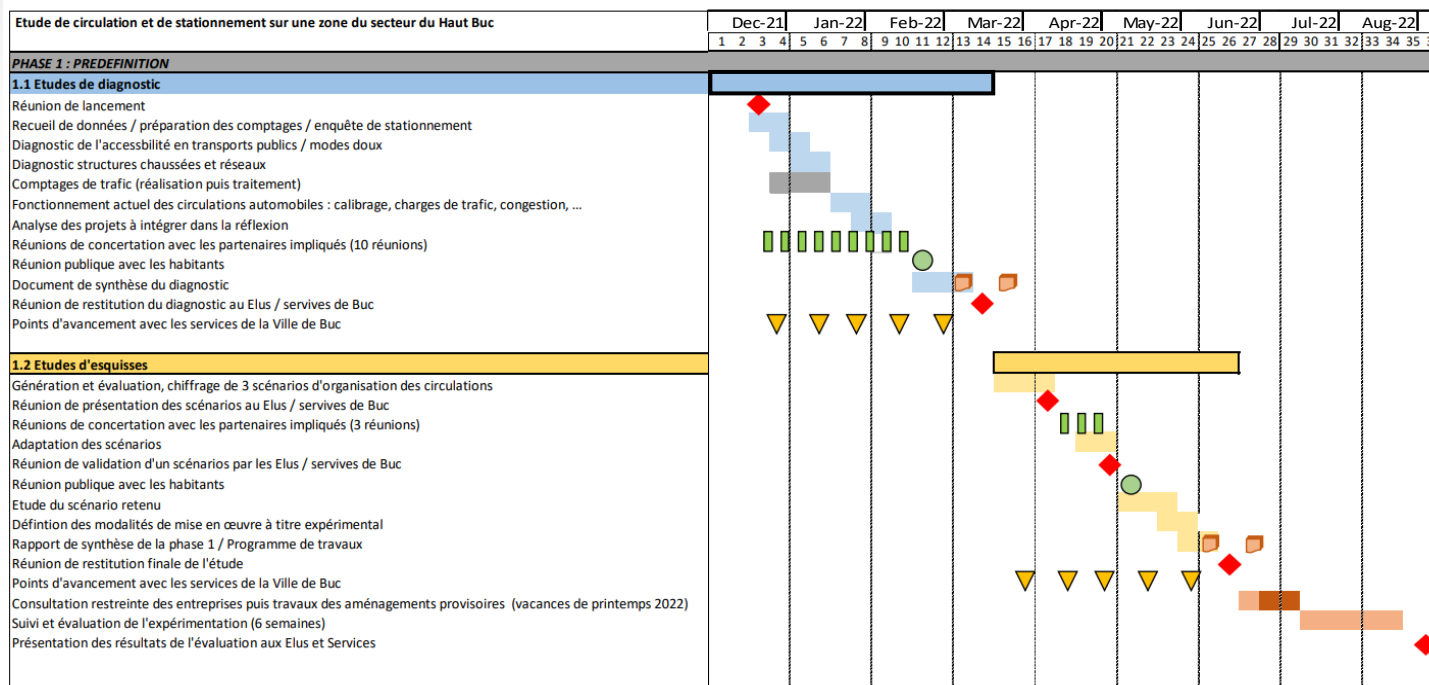 Etude de circulation et de stationnement sur une zone du secteur du Haut Buc
Dec-21 Jan-22 Feb-22 Mar-22 Apr-22 May-22 Jun-22 Jul-22 Aug-22
1 2 3 4 5 6 7 8 9 10 11 12 13 14 15 16 17 18 19 20 21 22 23 24 25 26 27 28 29 30 31 32 33 34 35
PHASE 1 : PREDEFINITION
1.1 Etudes de diagnostic
Réunion de lancement
Recueil de données / préparation des comptages / enquête de stationnement
Diagnostic de l'accessbilité en transports publics / modes doux
Diagnostic structures chaussées et réseaux
Comptages de trafic (réalisation puis traitement)
Fonctionnement actuel des circulations automobiles : calibrage, charges de trafic, congestion, ...
Analyse des projets à intégrer dans la réflexion
Réunions de concertation avec les partenaires impliqués (10 réunions)
Réunion publique avec les habitants
Document de synthèse du diagnostic
Réunion de restitution du diagnostic au Elus / servives de Buc
Points d'avancement avec les services de la Ville de Buc
1.2 Etudes d'esquisses
Génération et évaluation, chiffrage de 3 scénarios d'organisation des circulations
Réunion de présentation des scénarios au Elus / servives de Buc
Réunions de concertation avec les partenaires impliqués (3 réunions)
Adaptation des scénarios
Réunion de validation d'un scénarios par les Elus / servives de Buc
Réunion publique avec les habitants
Etude du scénario retenu
Défintion des modalités de mise en œuvre à titre expérimental
Rapport de synthèse de la phase 1 / Programme de travaux
Réunion de restitution finale de l'étude
Points d'avancement avec les services de la Ville de Buc
Consultation restreinte des entreprises puis travaux des aménagements provisoires (vacances de printemps 2022)
Suivi et évaluation de l'expérimentation (6 semaines)
Présentation des résultats de l'évaluation aux Elus et Services